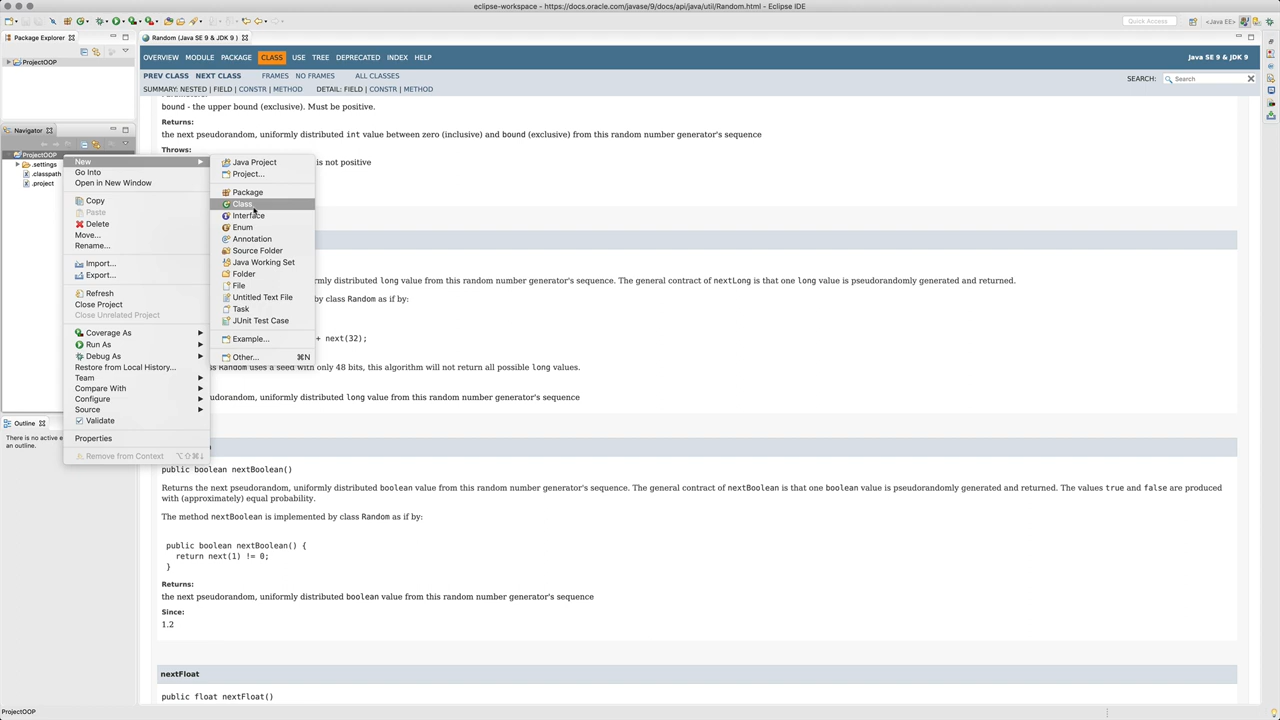 eclipse-workspace - https://docs.oracle.com/javase/9/docs/api/java/util/Random.html - Eclipse IDE
Quick Access
<Java EE>
Package Explorer
Random (Java SE 9 & JDK 9 )
ProjectOOP
OVERVIEW MODULE PACKAGE CLASS USE TREE DEPRECATED INDEX HELP
Java SE 9 & JDK 9
PREV CLASS NEXT CLASS FRAMES NO FRAMES ALL CLASSES
SEARCH: Search
SUMMARY: NESTED | FIELD | CONSTR | METHOD DETAIL: FIELD | CONSTR | METHOD
bound - the upper bound (exclusive). Must be positive.
Returns:
the next pseudorandom, uniformly distributed int value between zero (inclusive) and bound (exclusive) from this random number generator's sequence
Throws:
is not positive
Navigator
ProjectOOP
.settings
.classpath
.project
New
Go Into
Open in New Window
Copy
Paste
Delete
Move...
Rename...
Import...
Export...
Refresh
Close Project
Close Unrelated Project
Coverage As
Run As
Debug As
Restore from Local History...
Team
Compare With
Configure
Source
Validate
Properties
Remove from Context ⌥⇧⌘↓
Java Project
Project...
Package
Class
Interface
Enum
Annotation
Source Folder
Java Working Set
Folder
File
Untitled Text File
Task
JUnit Test Case
Example...
Other... ⌘N
Outline
There is no active e
an outline.
domly distributed long value from this random number generator's sequence. The general contract of nextLong is that one long value is pseudorandomly generated and returned.
by class Random as if by:
+ next(32);
Random uses a seed with only 48 bits, this algorithm will not return all possible long values.
udorandom, uniformly distributed long value from this random number generator's sequence
public boolean nextBoolean()
Returns the next pseudorandom, uniformly distributed boolean value from this random number generator's sequence. The general contract of nextBoolean is that one boolean value is pseudorandomly generated and returned. The values true and false are produced
with (approximately) equal probability.
The method nextBoolean is implemented by class Random as if by:
public boolean nextBoolean() {
return next(1) != 0;
}
Returns:
the next pseudorandom, uniformly distributed boolean value from this random number generator's sequence
Since:
1.2
nextFloat
public float nextFloat()
ProjectOOP